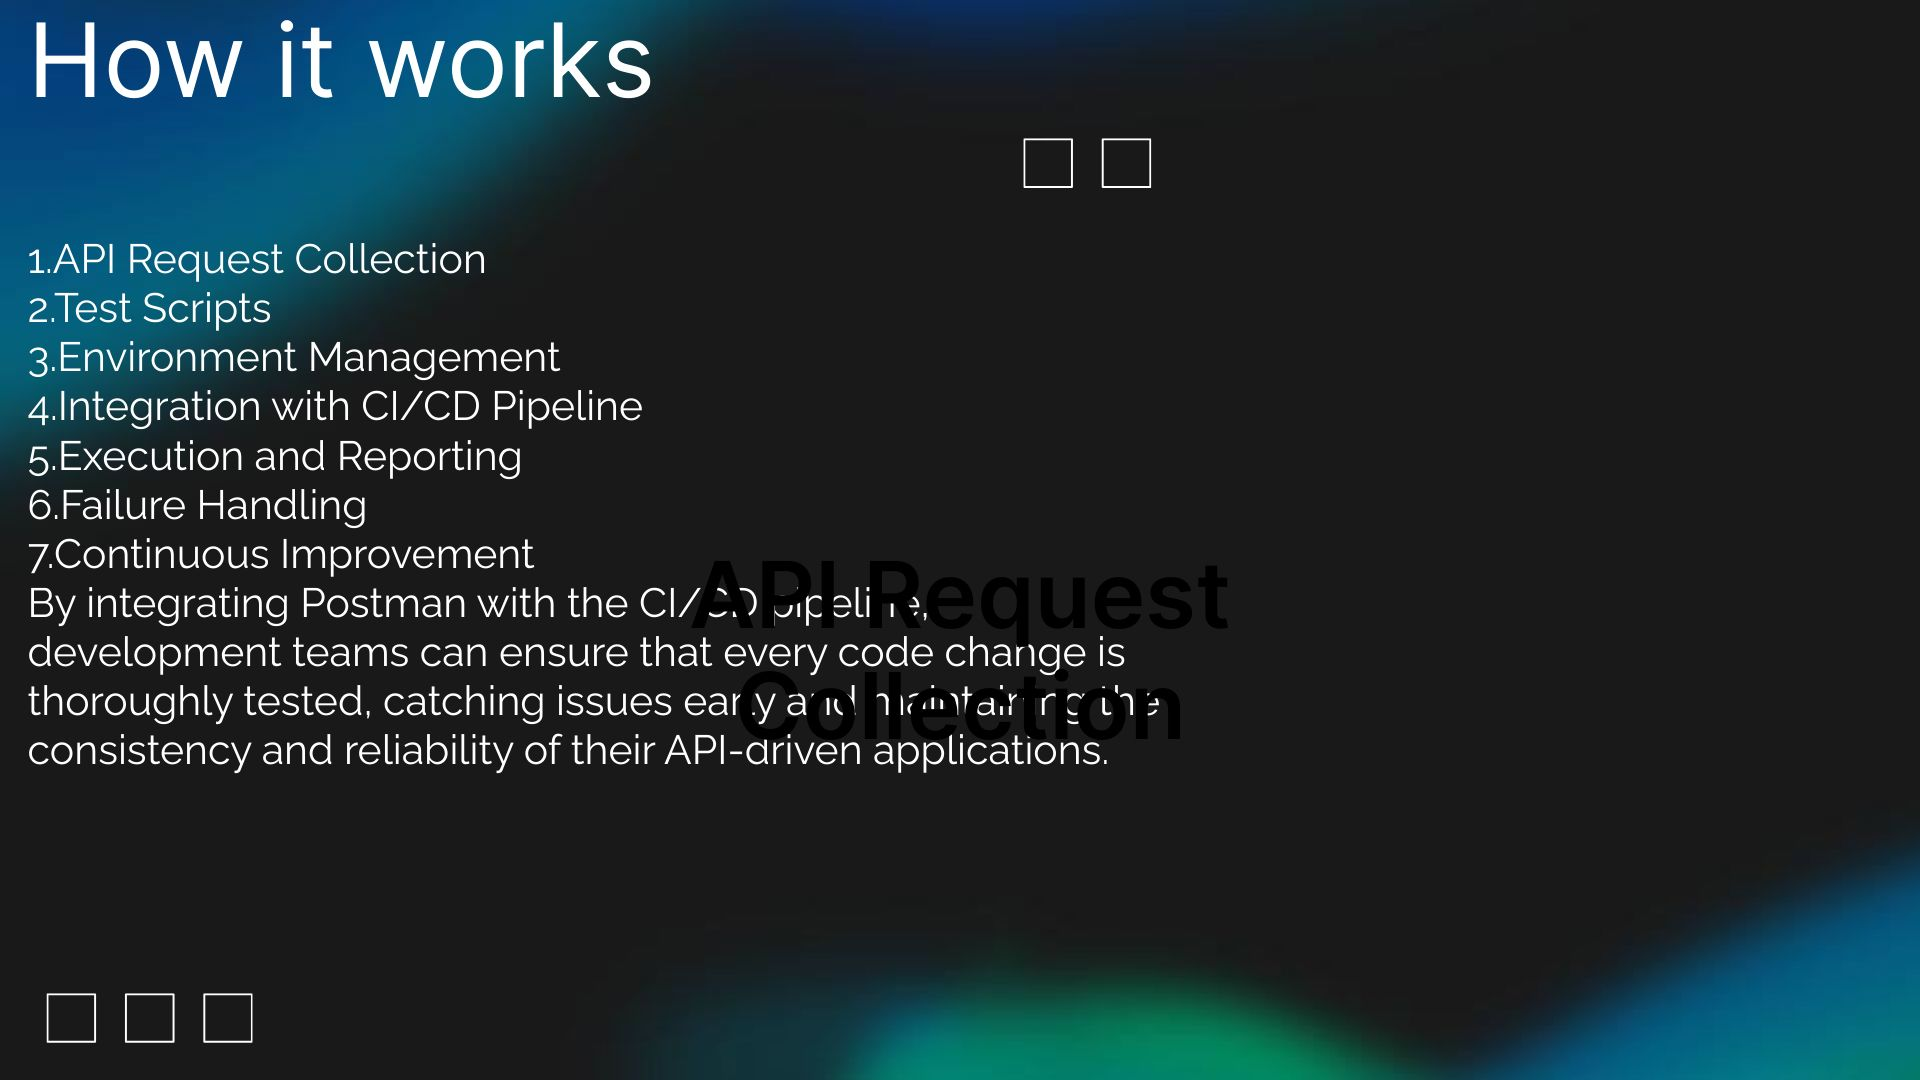 How it works
1.API Request Collection
2.Test Scripts
3.Environment Management
4.Integration with CI/CD Pipeline
5.Execution and Reporting
6.Failure Handling
7.Continuous Improvement
By integrating Postman with the CI/CD pipeline,
development teams can ensure that every code change is
thoroughly tested, catching issues early and maintaining the
consistency and reliability of their API-driven applications.
API Request
Collection